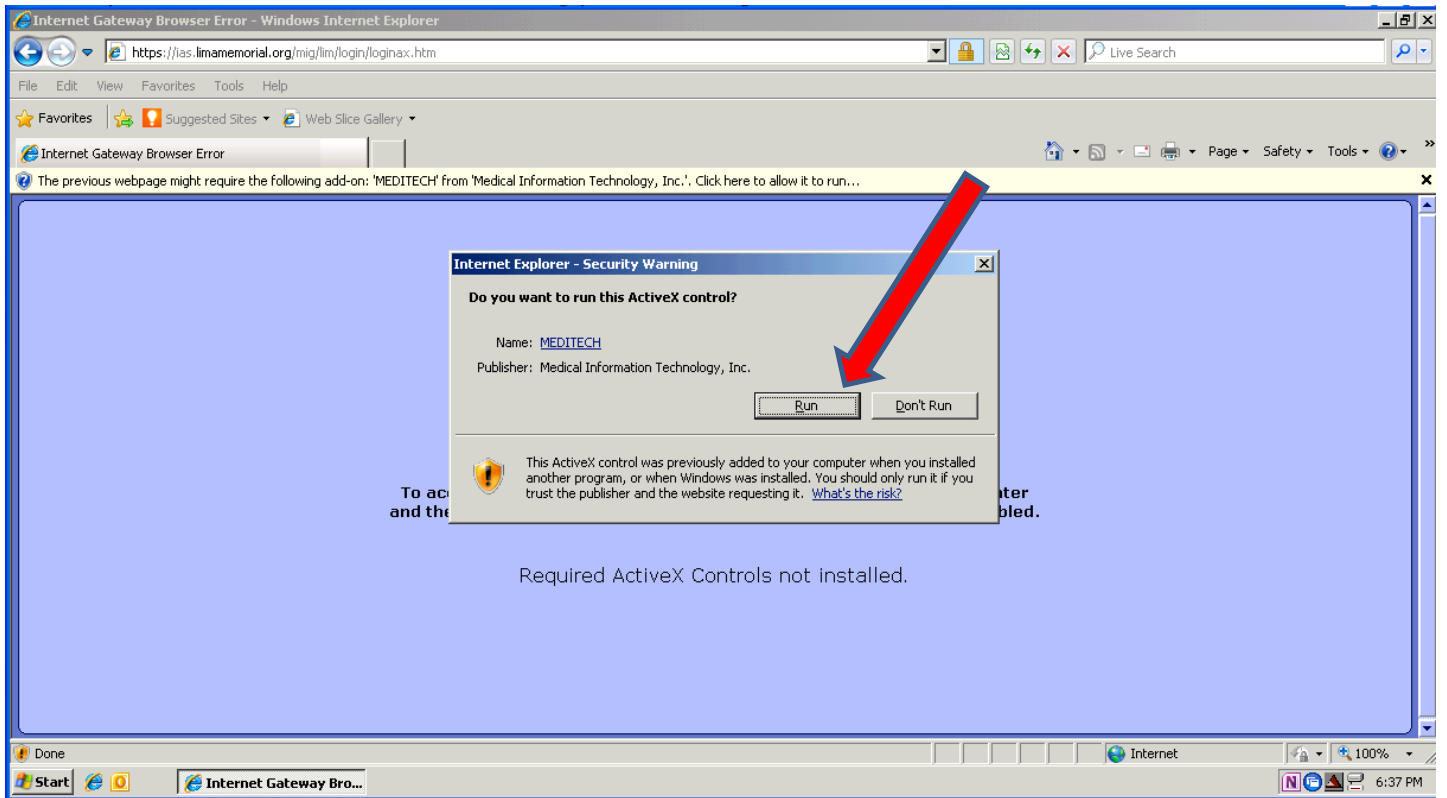 Internet Gateway Browser Error - Windows Internet Explorer
https://ias.limamemorial.org/mig/lim/login/loginax.htm
Live Search
File Edit View Favorites Tools Help
Favorites Suggested Sites Web Slice Gallery
Internet Gateway Browser Error
Page Safety Tools
The previous webpage might require the following add-on: 'MEDITECH' from 'Medical Information Technology, Inc.'. Click here to allow it to run...
Internet Explorer - Security Warning
Do you want to run this ActiveX control?
Name: MEDITECH
Publisher: Medical Information Technology, Inc.
Run Don't Run
This ActiveX control was previously added to your computer when you installed
another program, or when Windows was installed. You should only run it if you
trust the publisher and the website requesting it. What's the risk?
To
and
Required ActiveX Controls not installed.
Done Internet 100%
Start Internet Gateway Bro... 6:37 PM